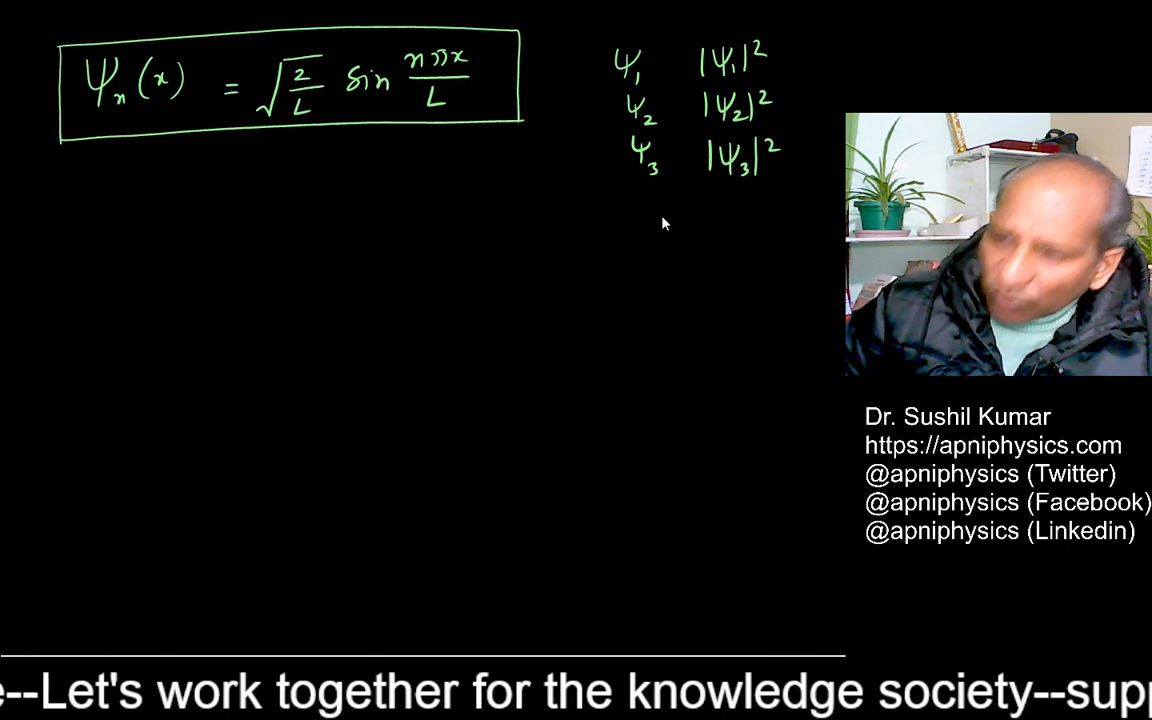 Ψₙ(x) = √(2/L) sin nπx/L
Ψ₁ |Ψ₁|²
Ψ₂ |Ψ₂|²
Ψ₃ |Ψ₃|²
Dr. Sushil Kumar
https://apniphysics.com
@apniphysics (Twitter)
@apniphysics (Facebook)
@apniphysics (Linkedin)
e--Let's work together for the knowledge society--supp